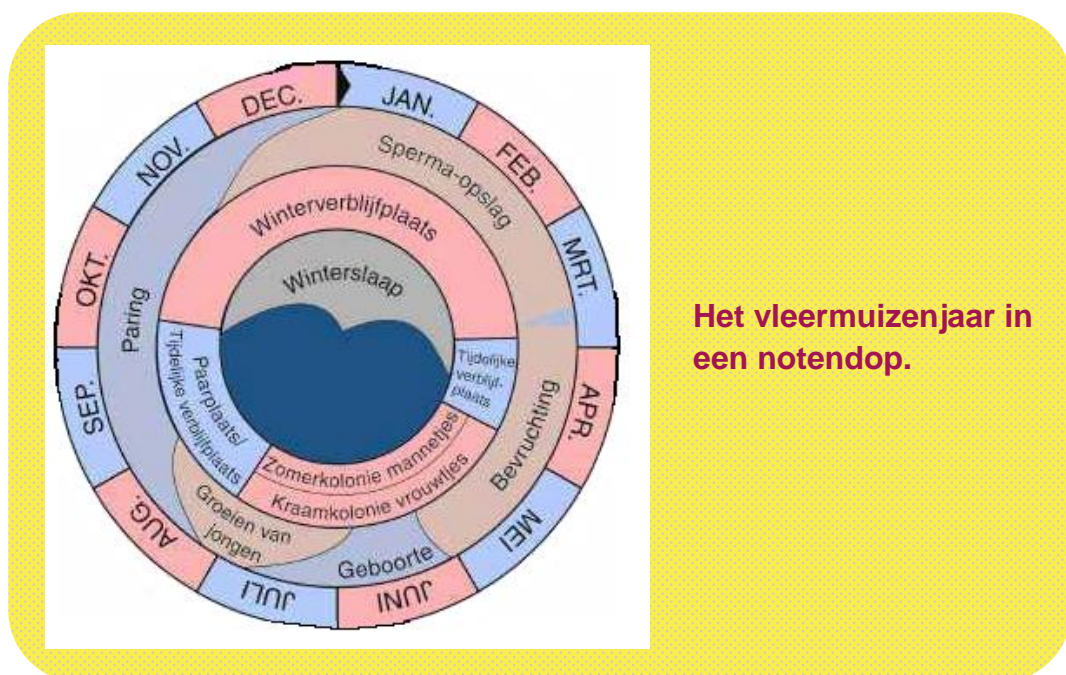 DEC.
JAN.
FEB.
MRT.
APR.
MEI
JUNI
JULI
AUG.
SEP.
OKT.
NOV.
Sperma-opslag
Bevruchting
Geboorte
Groeien van
jongen
Paring
Winterverblijfplaats
Tijdelijke
verblijf-
plaats
Zomerkolonie mannetjes
Kraamkolonie vrouwtjes
Paarplaats/
Tijdelijke verblijfplaats
Winterslaap
Het vleermuizenjaar in
een notendop.